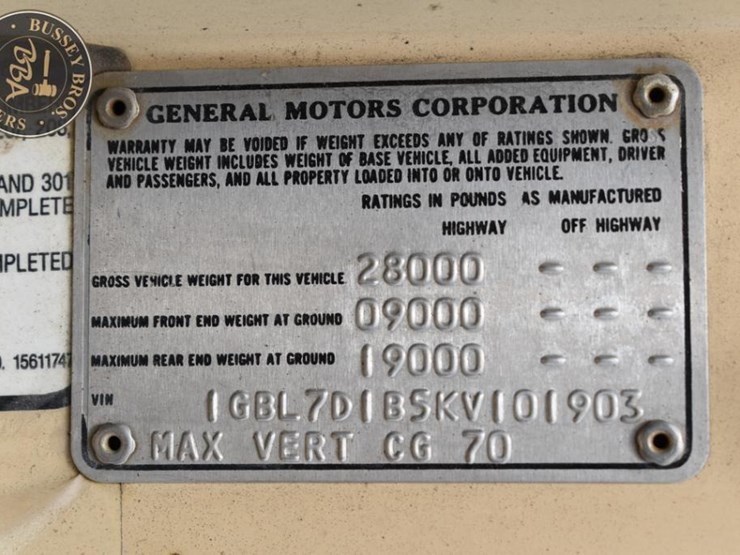 BUSSEY BROS.
BBA
ERS
AND 301
MPLETE
MPLETED
. 1561174
GENERAL MOTORS CORPORATION
WARRANTY MAY BE VOIDED IF WEIGHT EXCEEDS ANY OF RATINGS SHOWN. GRO S
VEHICLE WEIGHT INCLUDES WEIGHT OF BASE VEHICLE, ALL ADDED EQUIPMENT, DRIVER
AND PASSENGERS, AND ALL PROPERTY LOADED INTO OR ONTO VEHICLE.
RATINGS IN POUNDS AS MANUFACTURED
HIGHWAY OFF HIGHWAY
GROSS VEHICLE WEIGHT FOR THIS VEHICLE 28000 - - -
MAXIMUM FRONT END WEIGHT AT GROUND 09000 - - -
MAXIMUM REAR END WEIGHT AT GROUND 19000 - - -
VIN 1GBL7D1B5KV101903
MAX VERT CG 70